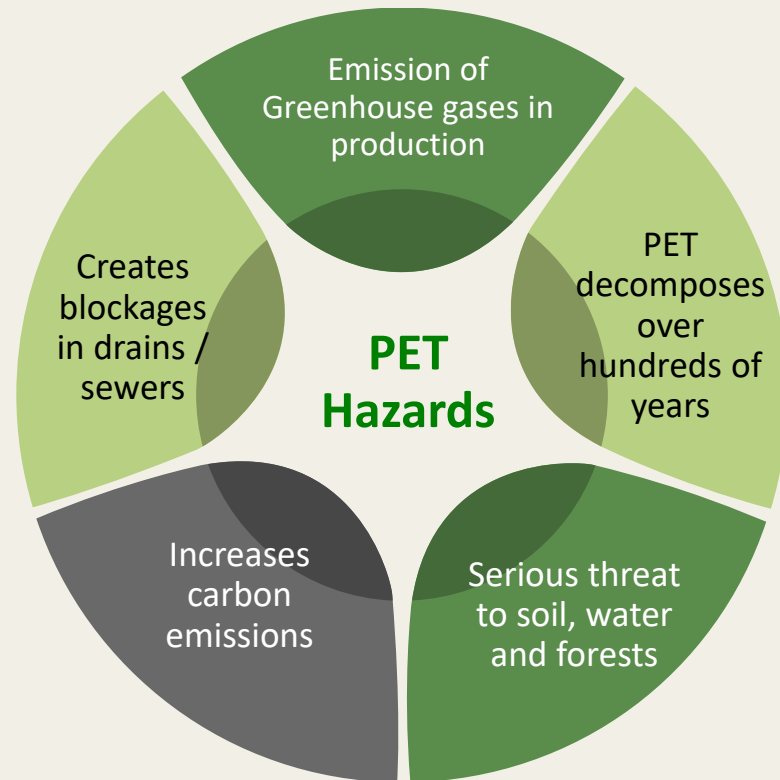 Emission of
Greenhouse gases in
production
PET
decomposes
over
hundreds of
years
Serious threat
to soil, water
and forests
Increases
carbon
emissions
Creates
blockages
in drains /
sewers
PET
Hazards